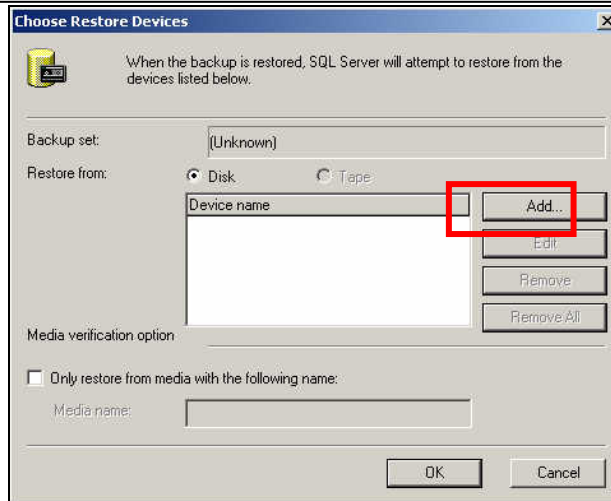 Choose Restore Devices
When the backup is restored, SQL Server will attempt to restore from the
devices listed below.
Backup set:
(Unknown)
Restore from:
Disk
Tape
Device name
Add...
Edit
Remove
Remove All
Media verification option
Only restore from media with the following name:
Media name:
OK
Cancel